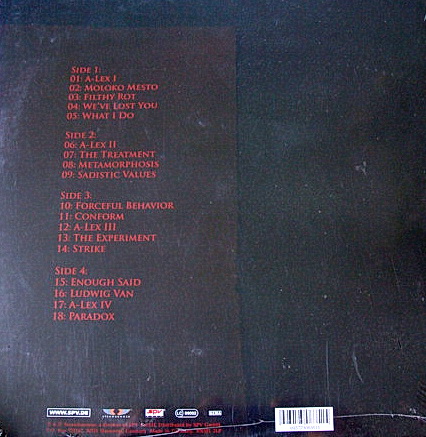 Side 1:
01: A-Lex I
02: Moloko Mesto
03: Filthy Rot
04: We've Lost You
05: What I Do
Side 2:
06: A-Lex II
07: The Treatment
08: Metamorphosis
09: Sadistic Values
Side 3:
10: Forceful Behavior
11: Conform
12: A-Lex III
13: The Experiment
14: Strike
Side 4:
15: Enough Said
16: Ludwig Van
17: A-Lex IV
18: Paradox
WWW.SPV.DE
SPV